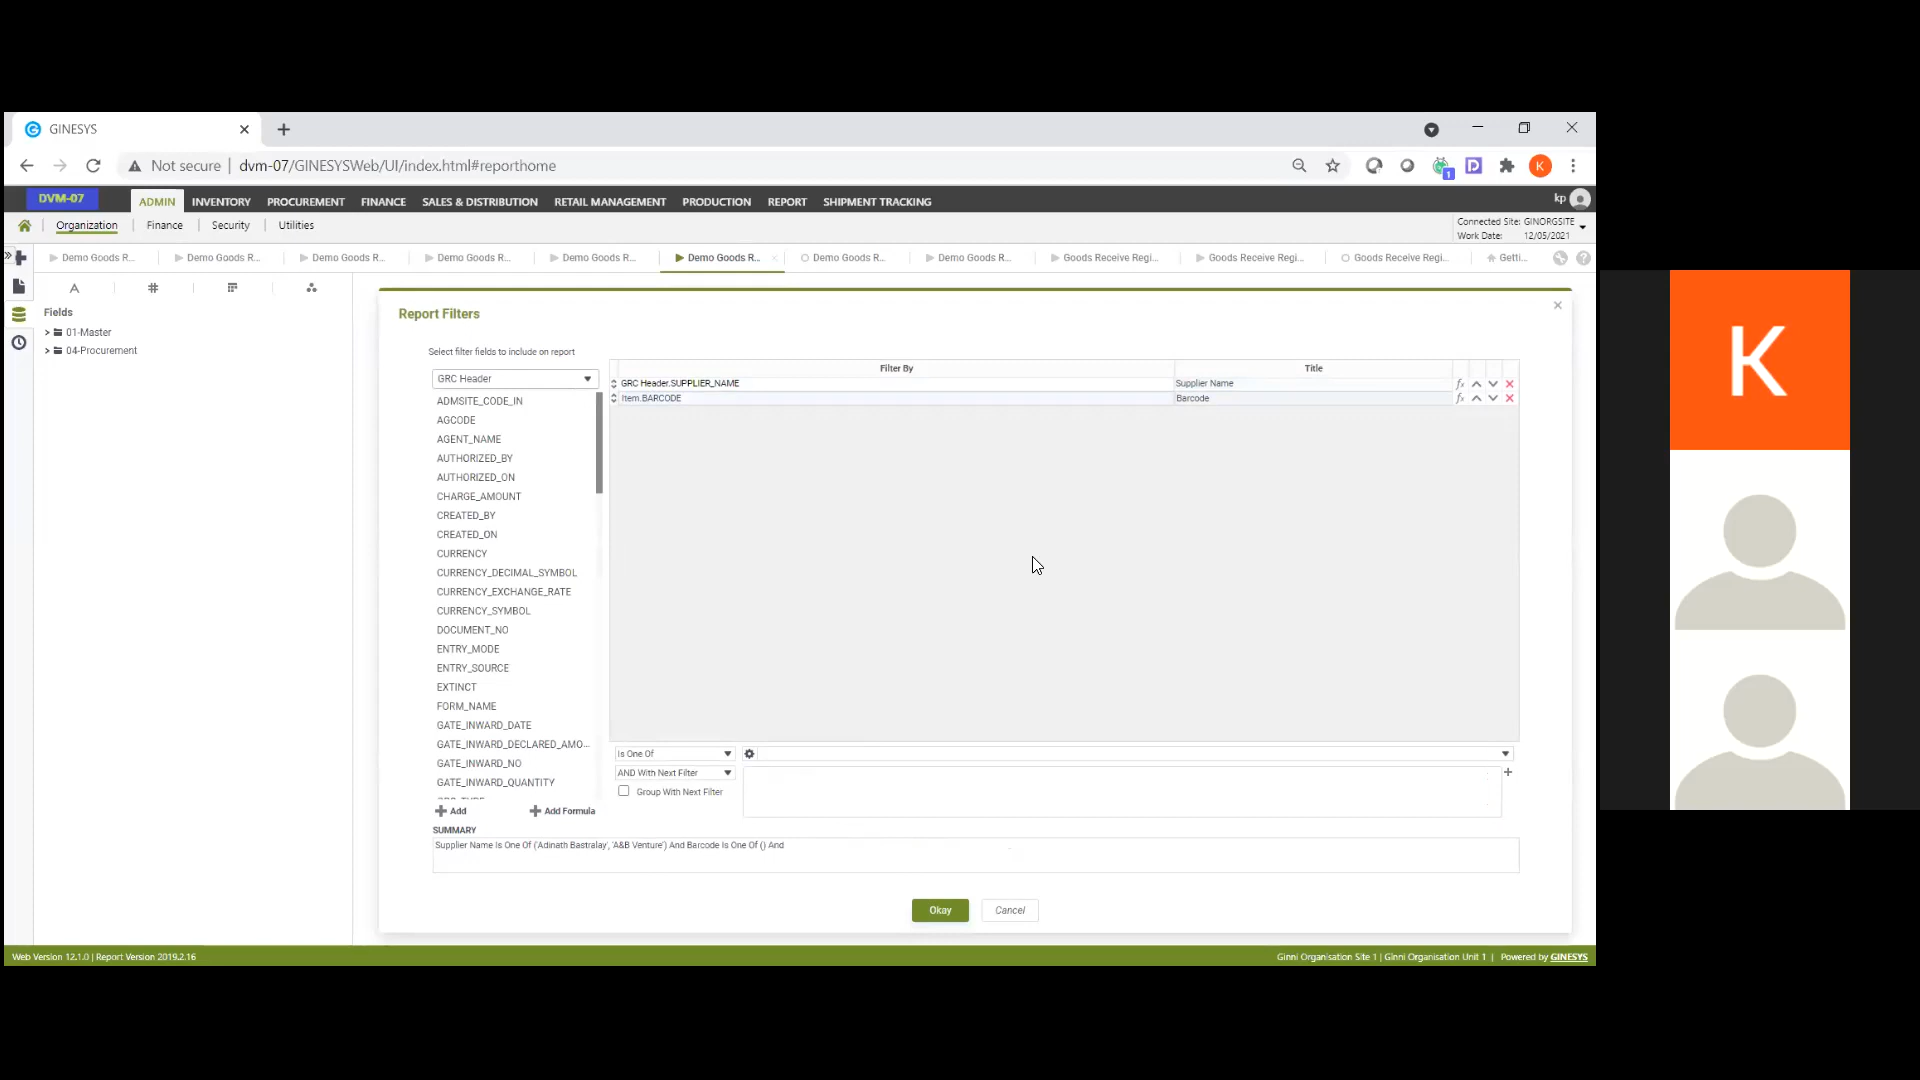 GINESYS
Not secure | dvm-07/GINESYSWeb/UI/index.html#reporthome
1
K
DVM-07
ADMIN INVENTORY PROCUREMENT FINANCE SALES & DISTRIBUTION RETAIL MANAGEMENT PRODUCTION REPORT SHIPMENT TRACKING
kp
Organization Finance Security Utilities
Connected Site: GINORGSITE
Work Date: 12/05/2021
Demo Goods R... Demo Goods R... Demo Goods R... Demo Goods R... Demo Goods R... Demo Goods R... Demo Goods R... Demo Goods R... Goods Receive Regi... Goods Receive Regi... Goods Receive Regi... Getti...
A #
Fields
01-Master
04-Procurement
Report Filters
Select filter fields to include on report
GRC Header
ADMSITE_CODE_IN
AGCODE
AGENT_NAME
AUTHORIZED_BY
AUTHORIZED_ON
CHARGE_AMOUNT
CREATED_BY
CREATED_ON
CURRENCY
CURRENCY_DECIMAL_SYMBOL
CURRENCY_EXCHANGE_RATE
CURRENCY_SYMBOL
DOCUMENT_NO
ENTRY_MODE
ENTRY_SOURCE
EXTINCT
FORM_NAME
GATE_INWARD_DATE
GATE_INWARD_DECLARED_AMO...
GATE_INWARD_NO
GATE_INWARD_QUANTITY
Add Add Formula
Filter By Title
GRC Header.SUPPLIER_NAME Supplier Name fx
Item.BARCODE Barcode fx
Is One Of
AND With Next Filter
Group With Next Filter
SUMMARY
Supplier Name Is One Of ('Adinath Bastralay', 'A&B Venture') And Barcode Is One Of () And
Okay Cancel
Web Version 12.1.0 | Report Version 2019.2.16
Ginni Organisation Site 1 | Ginni Organisation Unit 1 | Powered by GINESYS
K